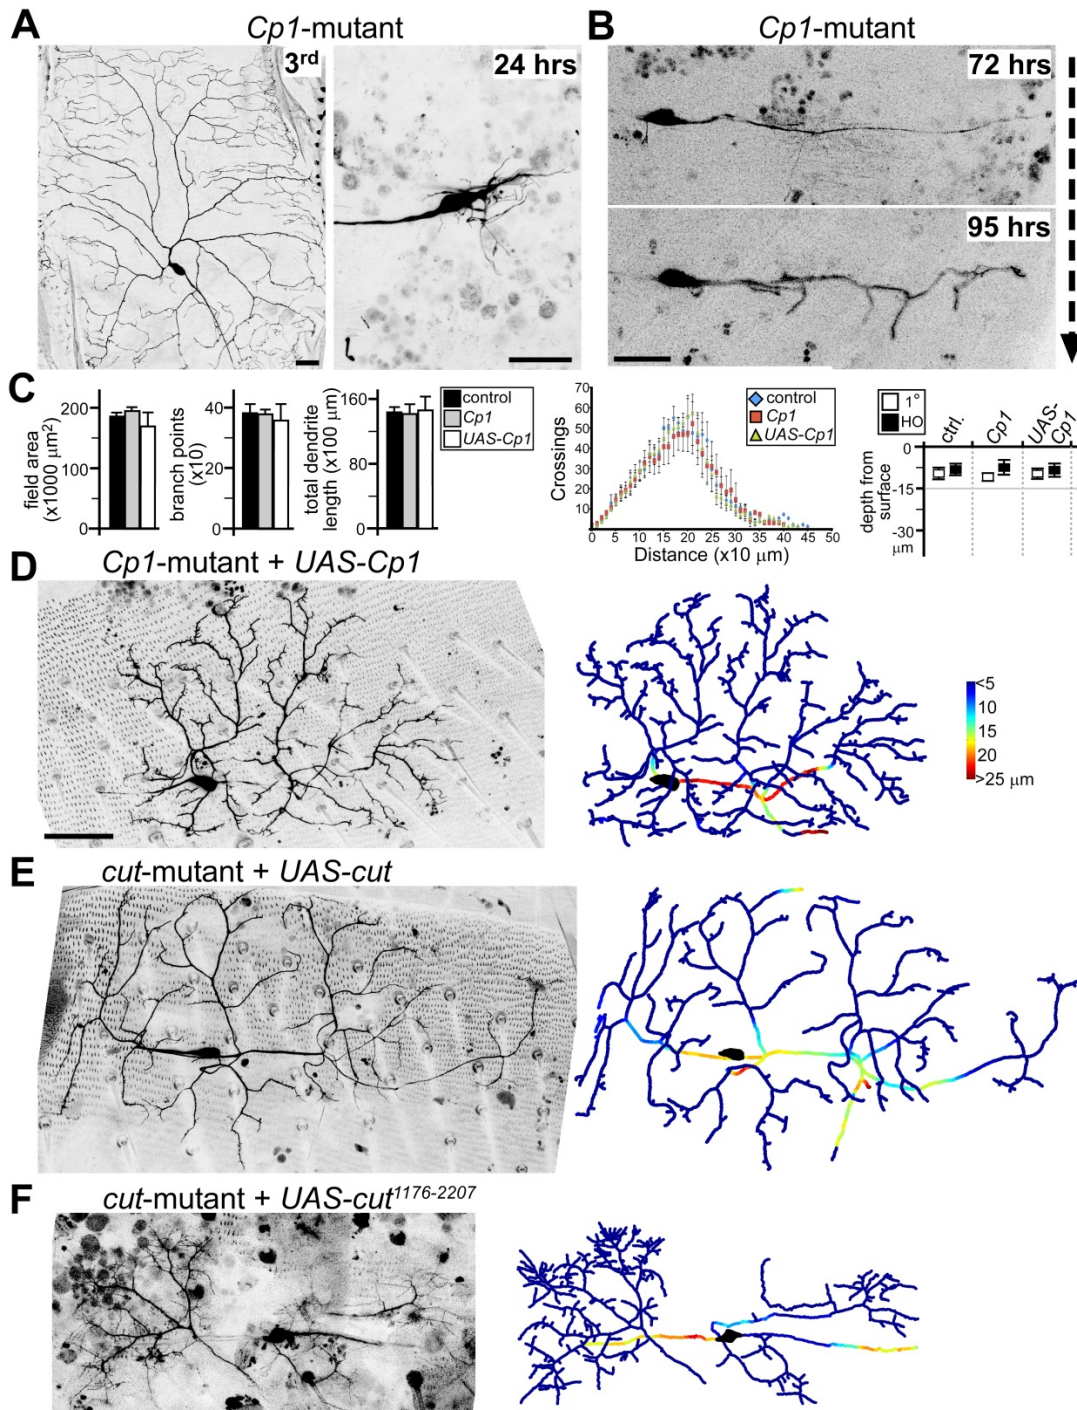 A
Cp1-mutant
3rd
24 hrs
B
Cp1-mutant
72 hrs
95 hrs
C
field area
(x1000 μm²)
200
100
0
branch points
(x10)
40
20
0
total dendrite
length (x100 μm)
160
80
0
control
Cp1
UAS-Cp1
Crossings
70
60
50
40
30
20
10
0 5 10 15 20 25 30 35 40 45 50
Distance (x10 μm)
control
Cp1
UAS-Cp1
1°
HO
ctrl.
Cp1
UAS-
Cp1
depth from
surface
0
-15
-30
μm
D
Cp1-mutant + UAS-Cp1
<5
10
15
20
>25 μm
E
cut-mutant + UAS-cut
F
cut-mutant + UAS-cut1176-2207